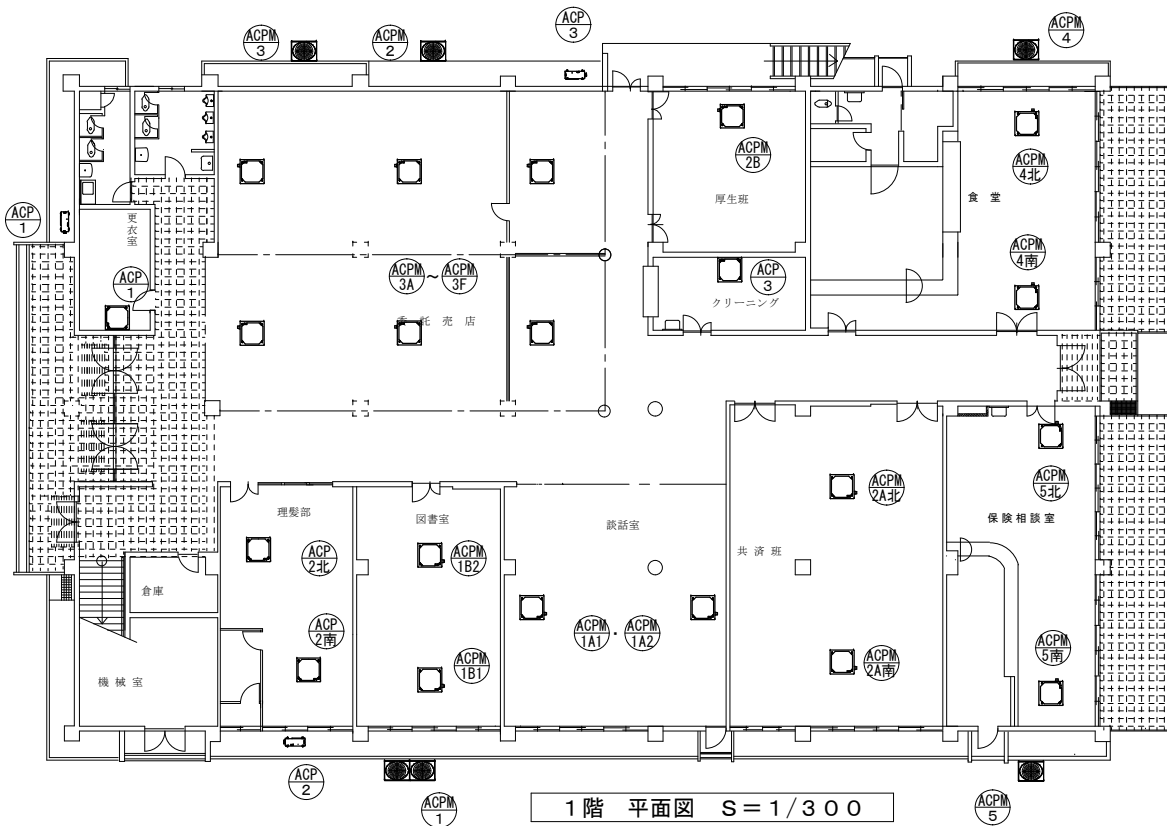 ACP
3
ACPM
3
ACPM
2
ACPM
4
ACPM
2B
ACPM
4北
厚生班
食堂
ACP
1
更衣室
ACPM
4南
ACP
1
ACPM
3A
~
ACPM
3F
ACP
3
クリーニング
委託売店
ACPM
2A北
ACPM
5北
理髪部
図書室
談話室
保険相談室
ACP
2北
ACPM
1B2
共済班
倉庫
ACP
2南
ACPM
1A1
・
ACPM
1A2
ACPM
1B1
ACPM
2A南
ACPM
5南
機械室
ACP
2
ACPM
1
1階 平面図 S=1/300
ACPM
5